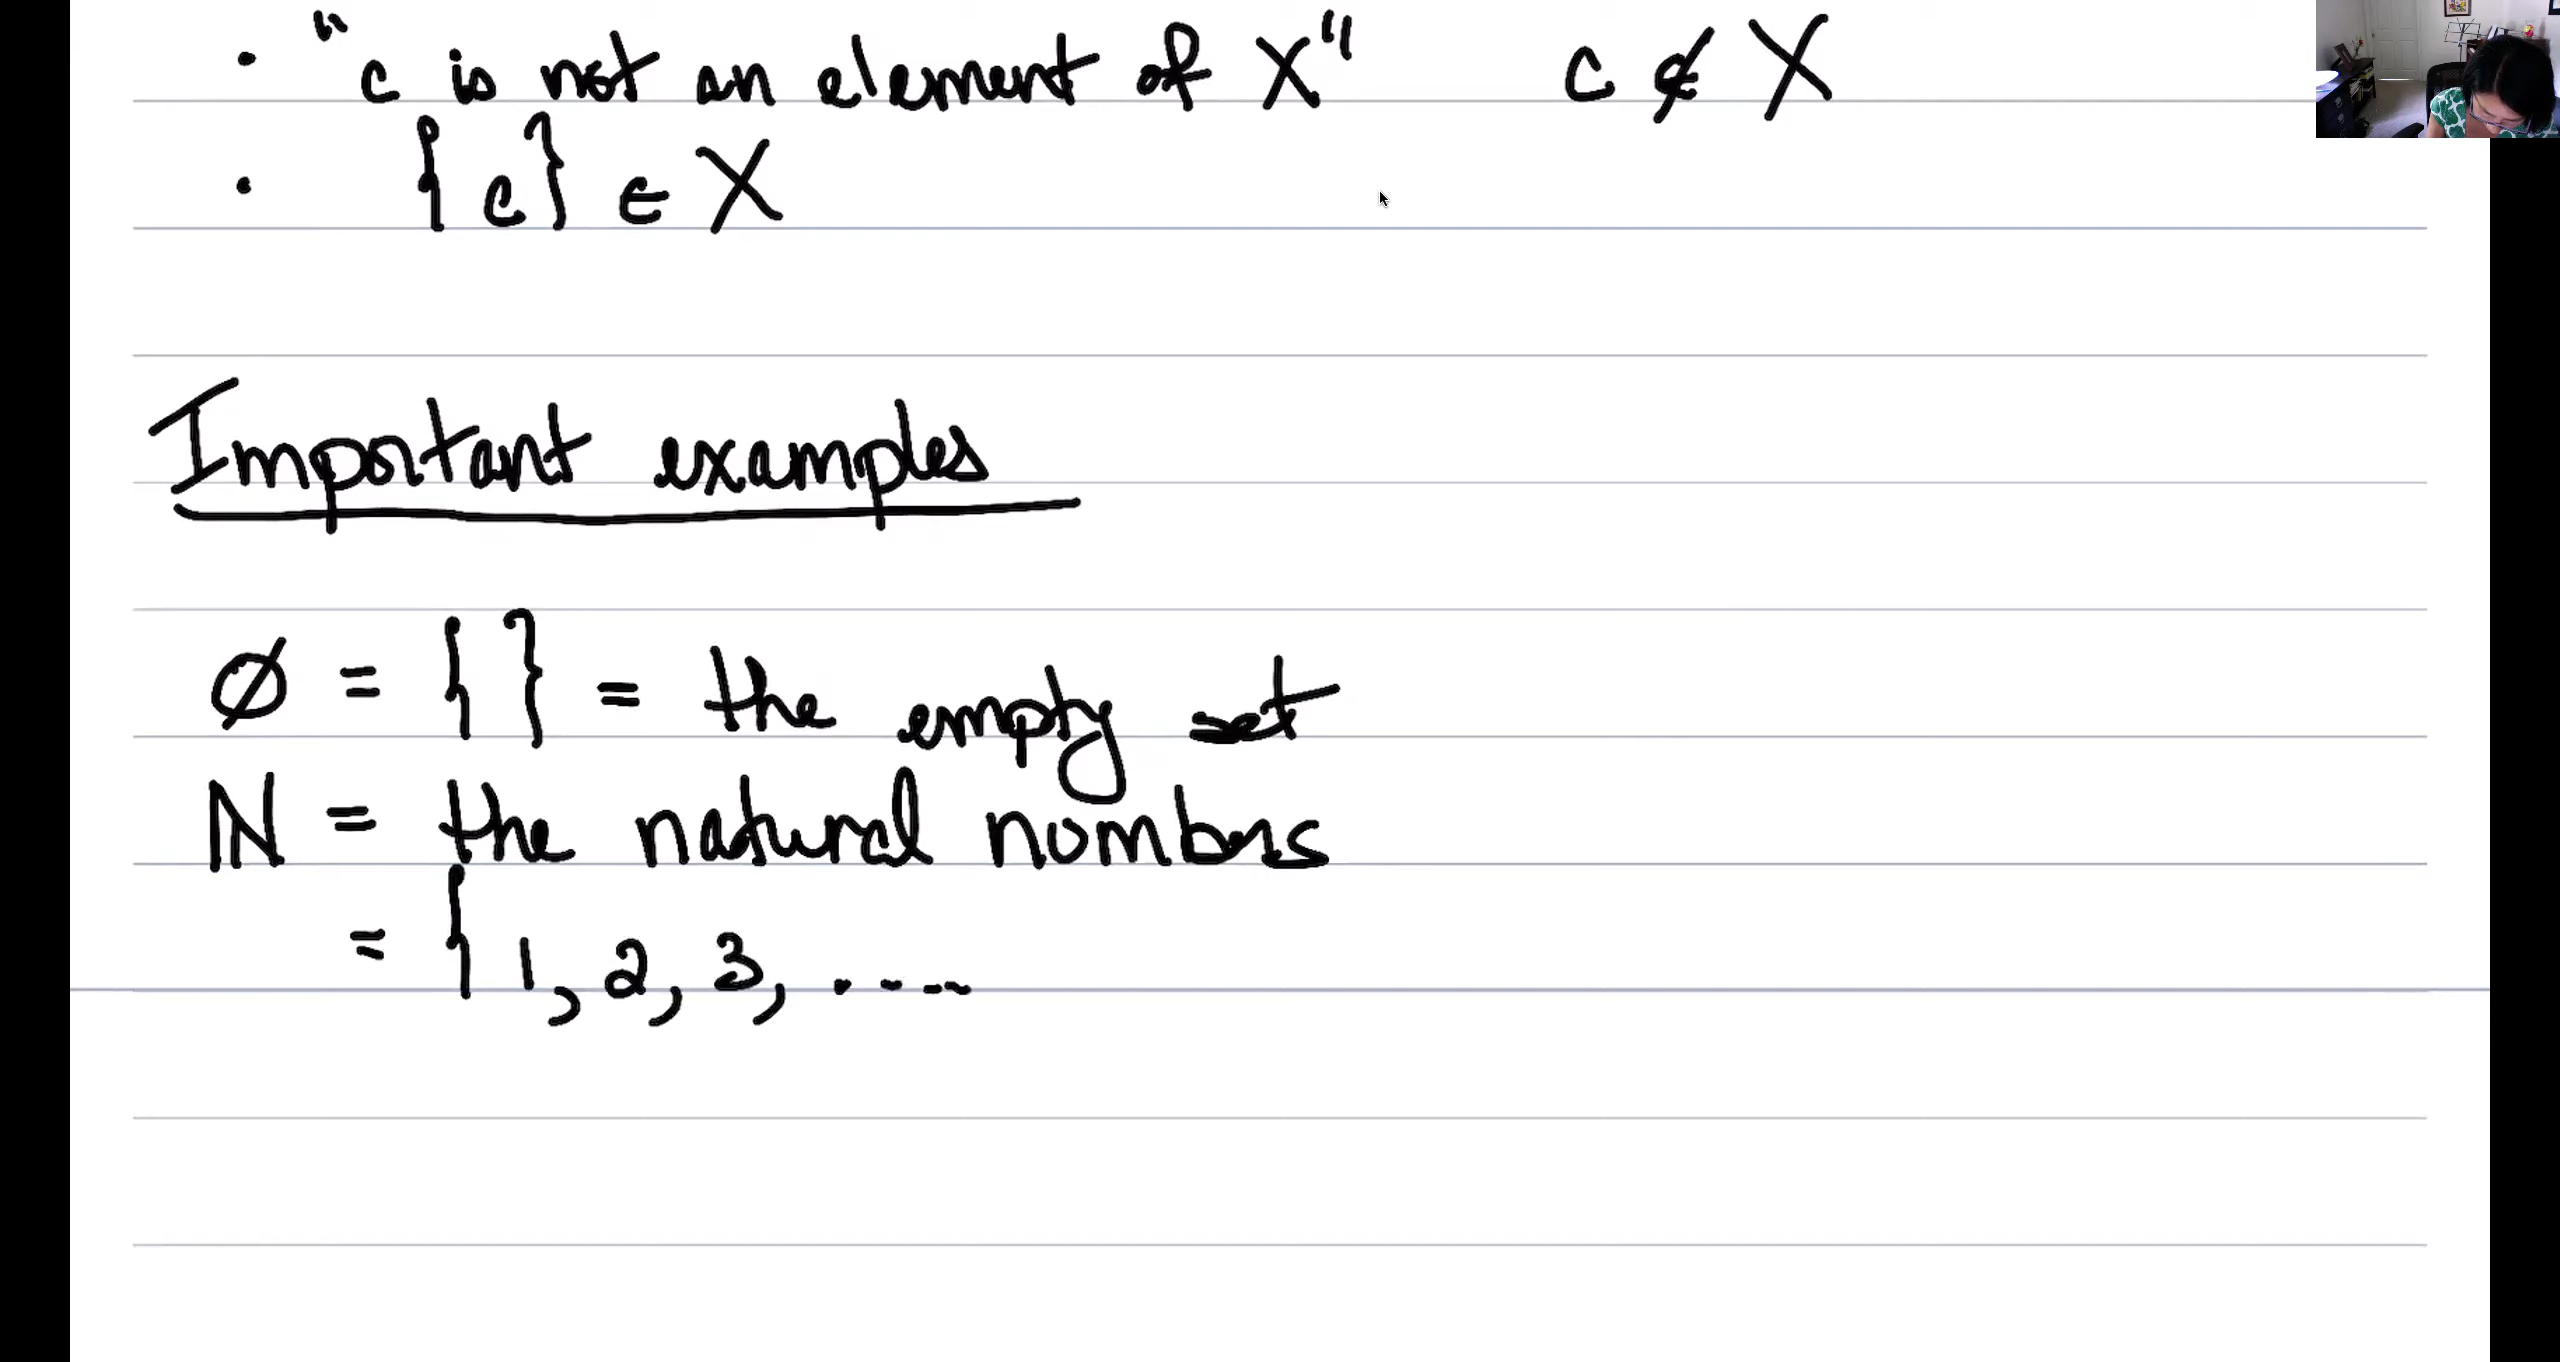 • "c is not an element of X" c ∉ X
• {c} ∈ X
Important examples
∅ = { } = the empty set
ℕ = the natural numbers
= { 1, 2, 3, .....